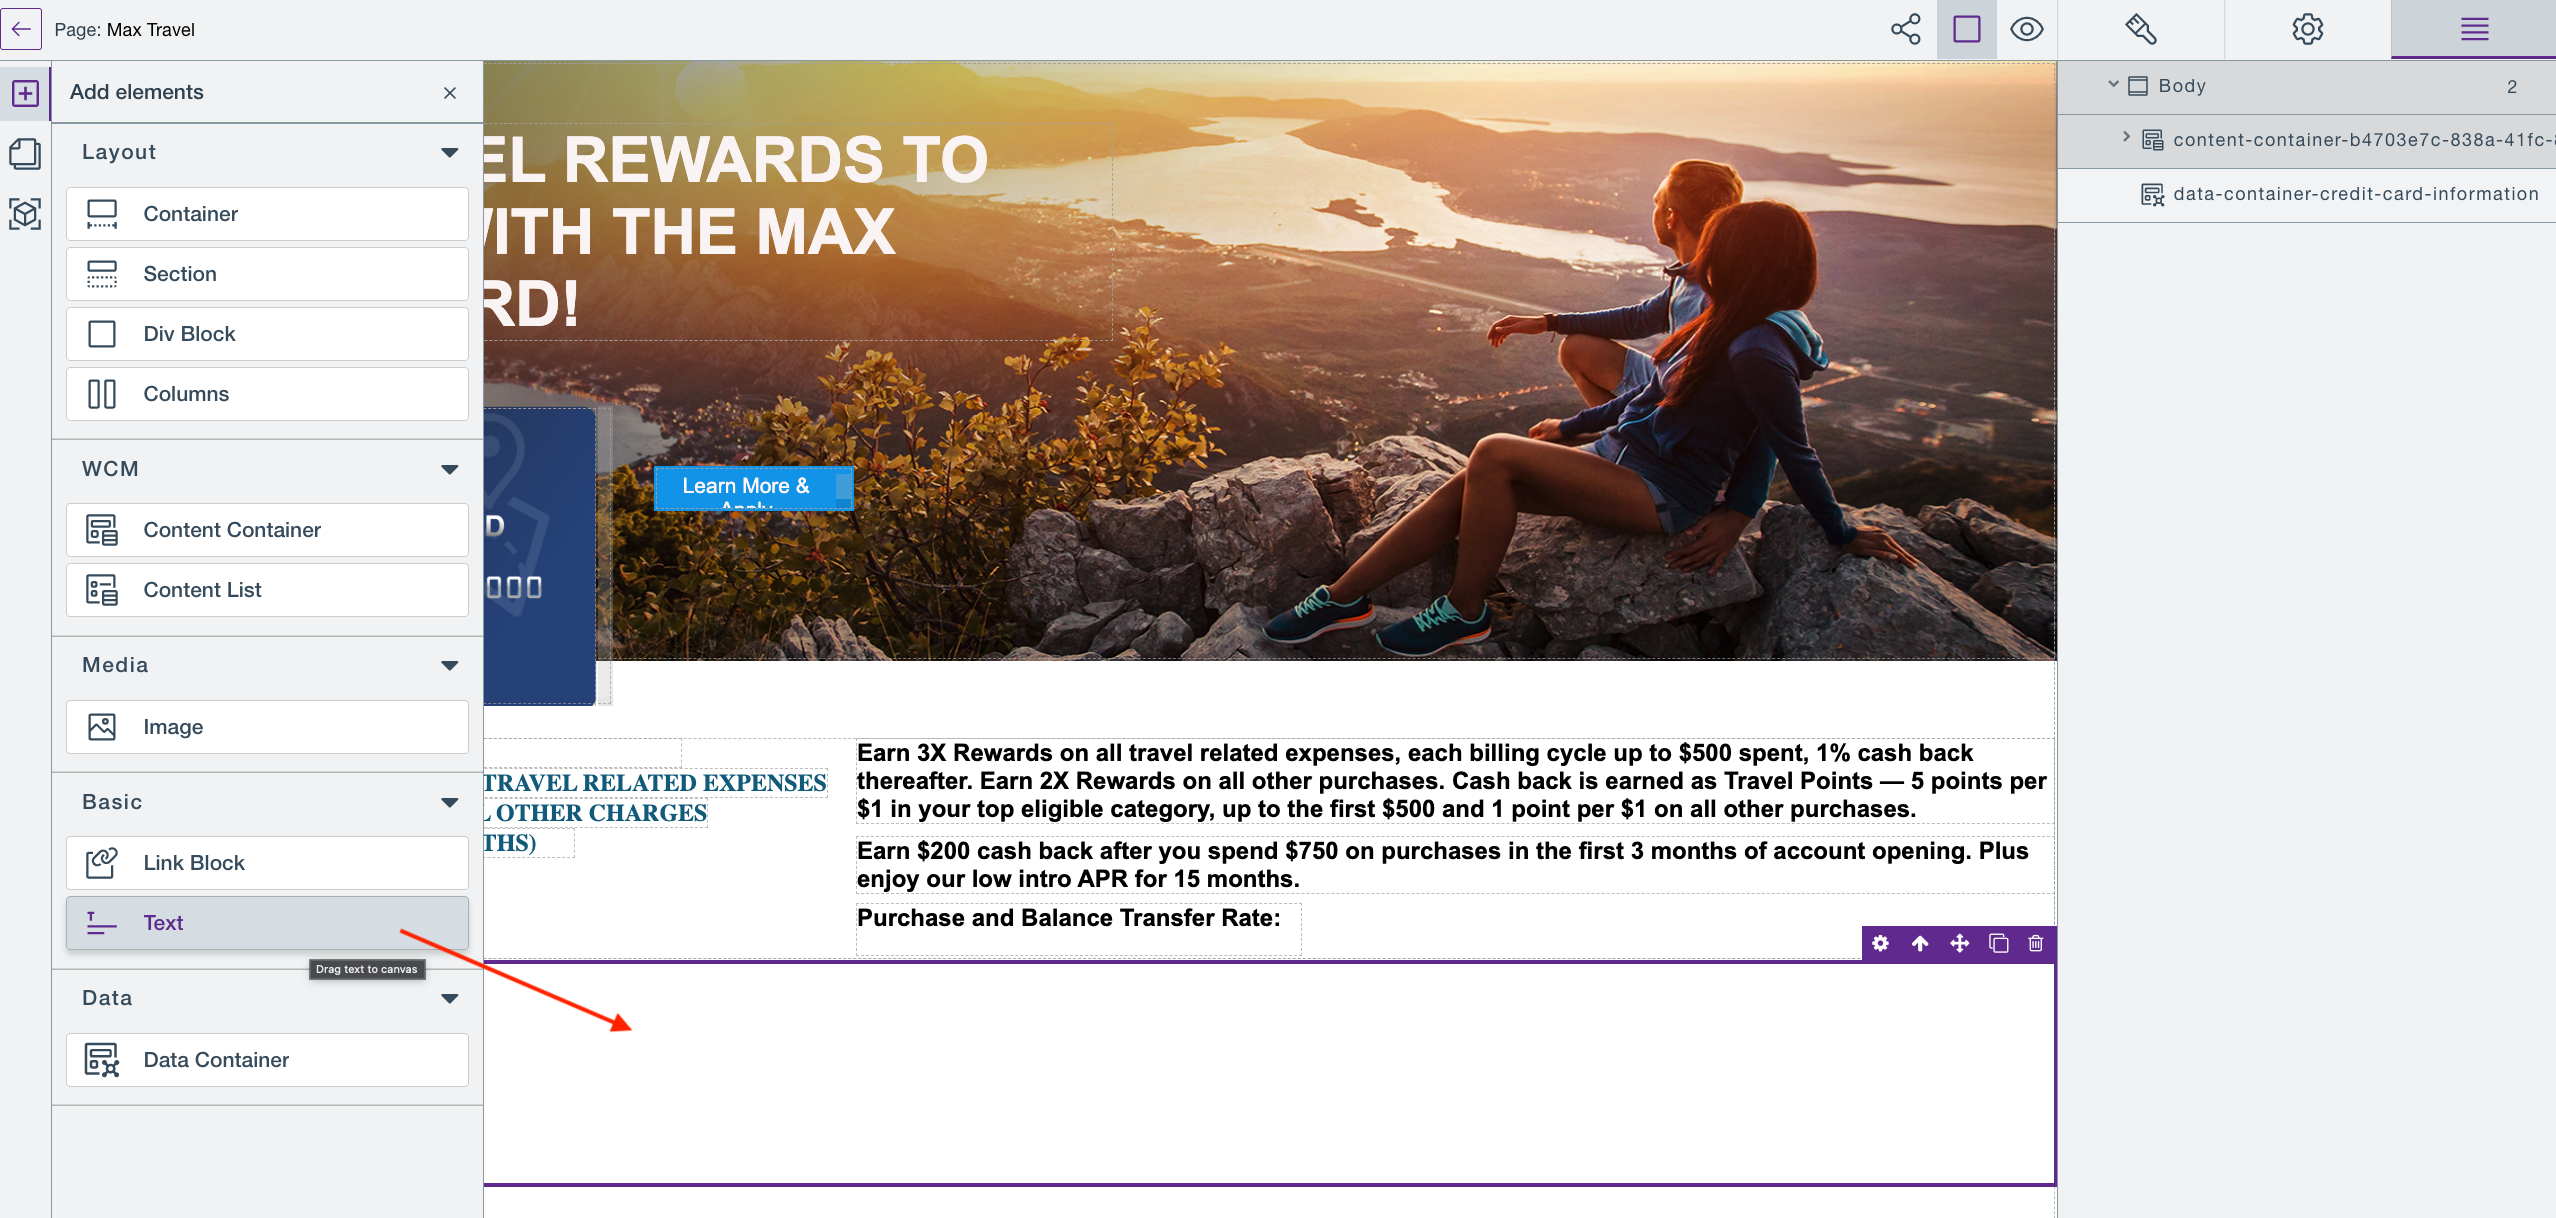 Page: Max Travel
Add elements
Layout
Container
Section
Div Block
Columns
WCM
Content Container
Content List
Media
Image
Basic
Link Block
Text
Drag text to canvas
Data
Data Container
EL REWARDS TO
WITH THE MAX
RD!
D
000
Learn More &
Apply
TRAVEL RELATED EXPENSES
L OTHER CHARGES
THS)
Earn 3X Rewards on all travel related expenses, each billing cycle up to $500 spent, 1% cash back
thereafter. Earn 2X Rewards on all other purchases. Cash back is earned as Travel Points — 5 points per
$1 in your top eligible category, up to the first $500 and 1 point per $1 on all other purchases.
Earn $200 cash back after you spend $750 on purchases in the first 3 months of account opening. Plus
enjoy our low intro APR for 15 months.
Purchase and Balance Transfer Rate:
Body 2
content-container-b4703e7c-838a-41fc-
data-container-credit-card-information